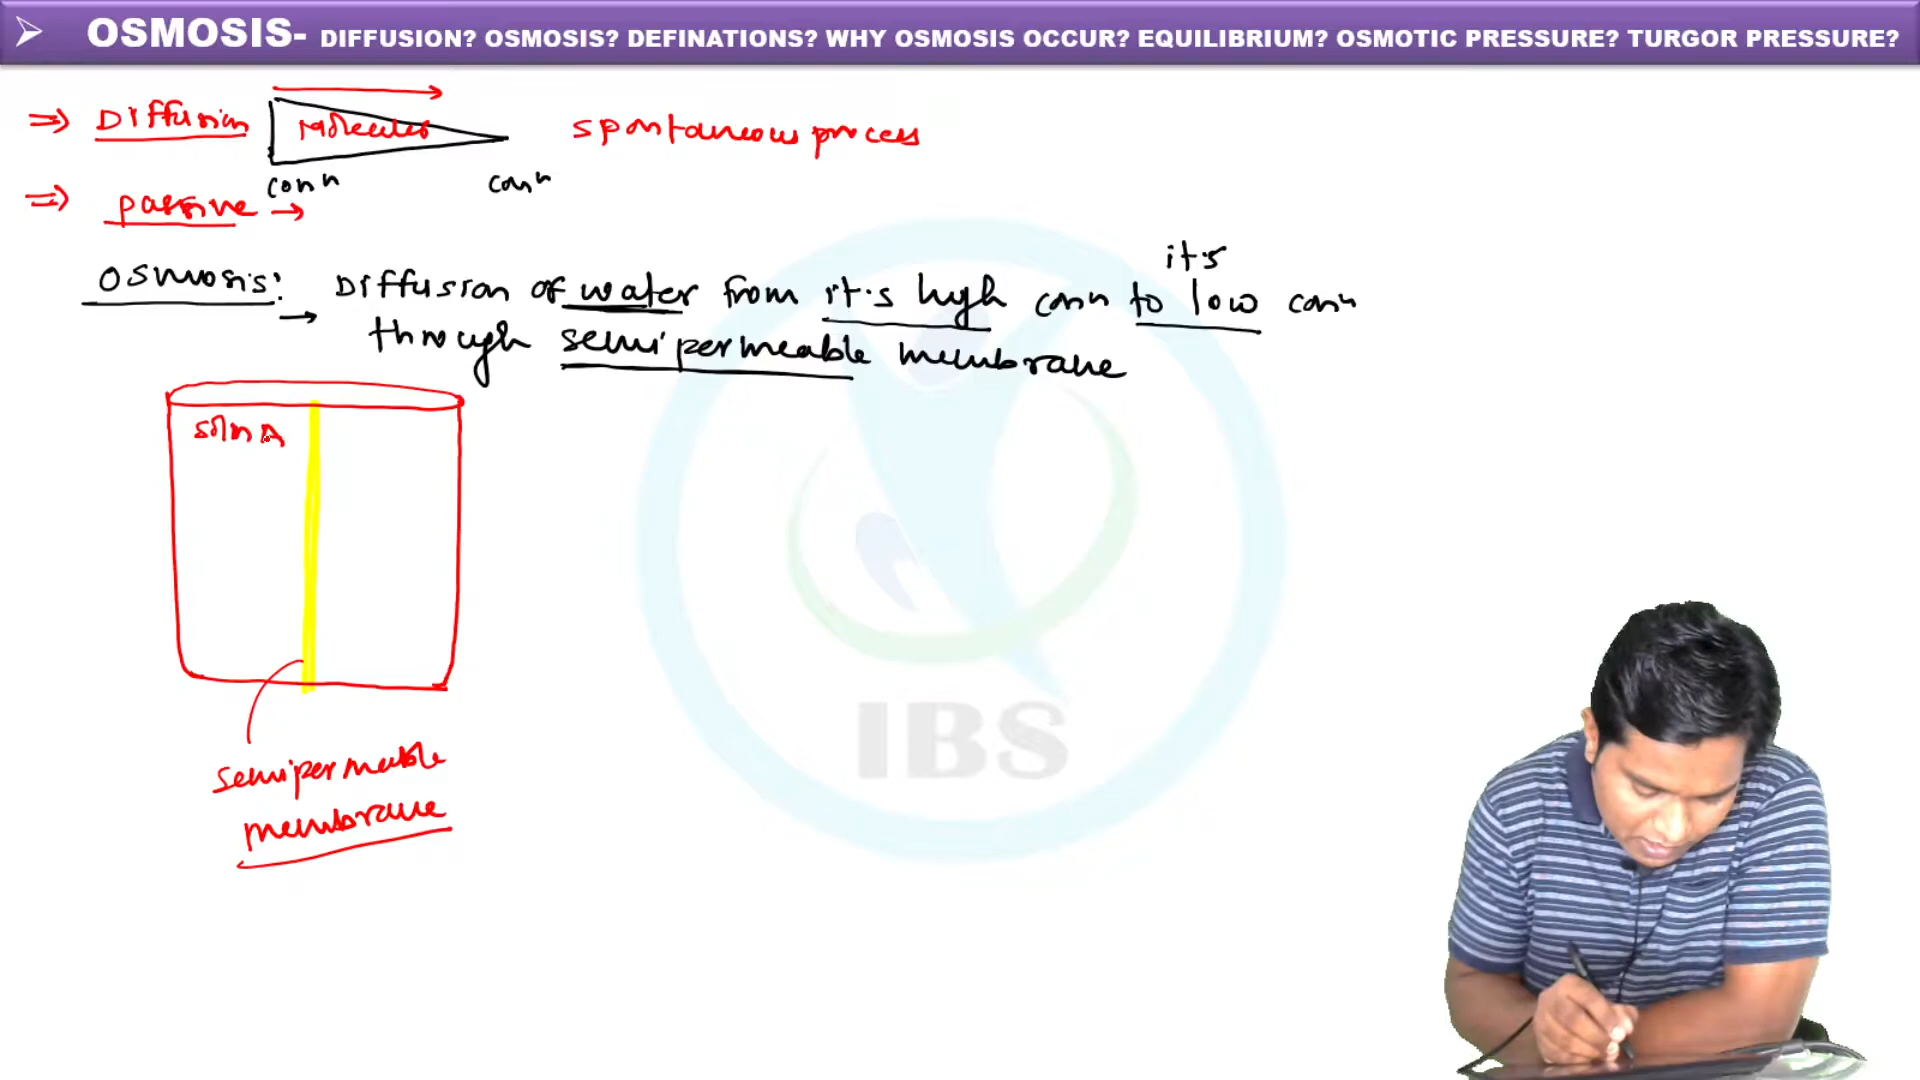 OSMOSIS- DIFFUSION? OSMOSIS? DEFINATIONS? WHY OSMOSIS OCCUR? EQUILIBRIUM? OSMOTIC PRESSURE? TURGOR PRESSURE?
⇒ Diffusion Molecules spontaneous process
conⁿ conⁿ
⇒ passive →
it's
osmosis: → Diffusion of water from it's high conⁿ to low conⁿ
through semipermeable membrane
solⁿ A
semipermeable
membrane
IBS